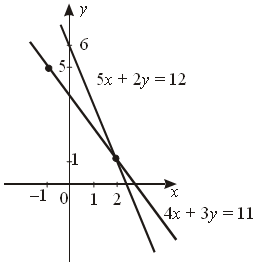 y
6
5
5x + 2y = 12
1
x
–1 0 1 2
4x + 3y = 11